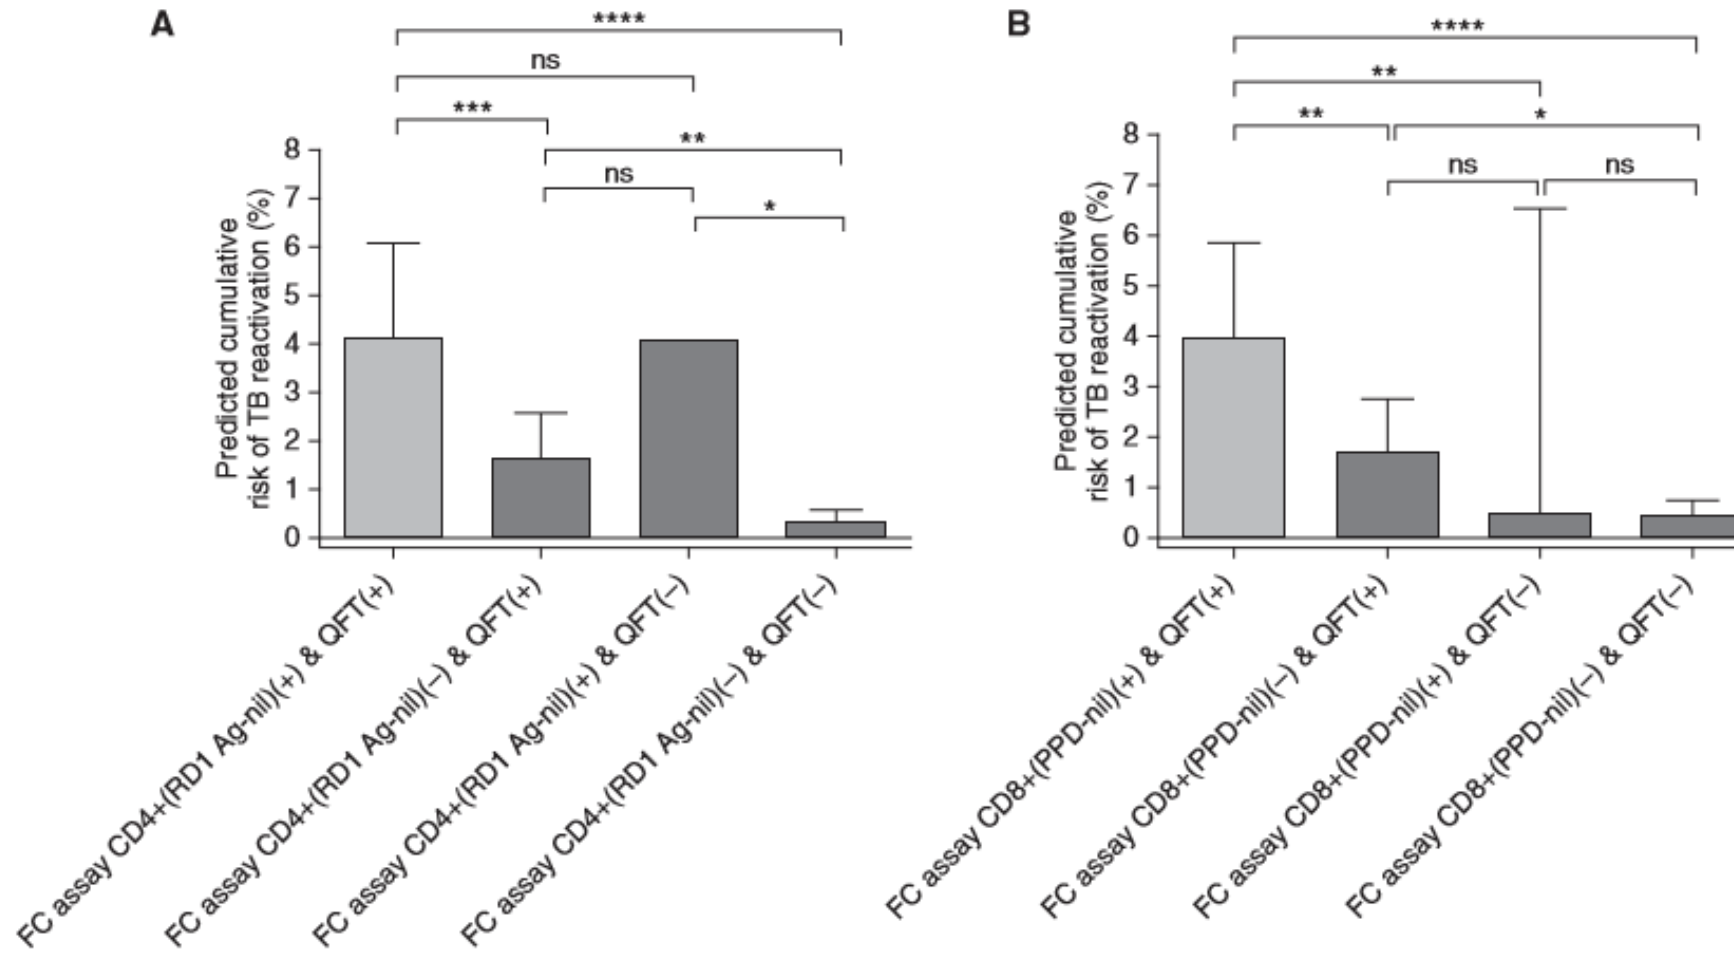 A
****
ns
***
**
ns
*
Predicted cumulative
risk of TB reactivation (%)
8
7
6
5
4
3
2
1
0
FC assay CD4+(RD1 Ag-nil)(+) & QFT(+)
FC assay CD4+(RD1 Ag-nil)(–) & QFT(+)
FC assay CD4+(RD1 Ag-nil)(+) & QFT(–)
FC assay CD4+(RD1 Ag-nil)(–) & QFT(–)
B
****
**
**
*
ns
ns
Predicted cumulative
risk of TB reactivation (%)
8
7
6
5
4
3
2
1
0
FC assay CD8+(PPD-nil)(+) & QFT(+)
FC assay CD8+(PPD-nil)(–) & QFT(+)
FC assay CD8+(PPD-nil)(+) & QFT(–)
FC assay CD8+(PPD-nil)(–) & QFT(–)